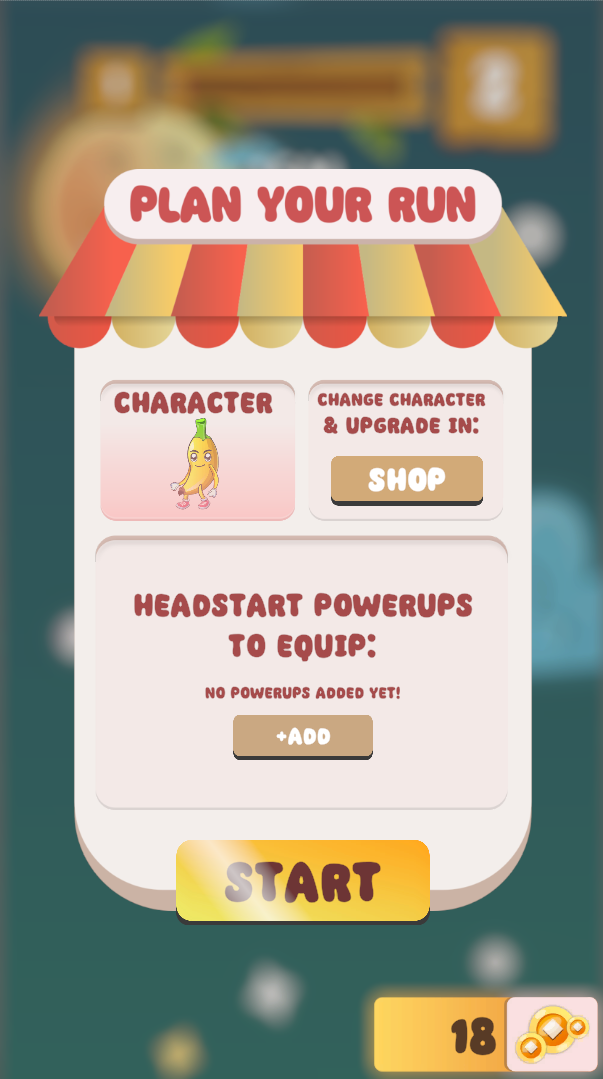 PLAN YOUR RUN
CHARACTER
CHANGE CHARACTER
& UPGRADE IN:
SHOP
HEADSTART POWERUPS
TO EQUIP:
NO POWERUPS ADDED YET!
+ADD
START
18